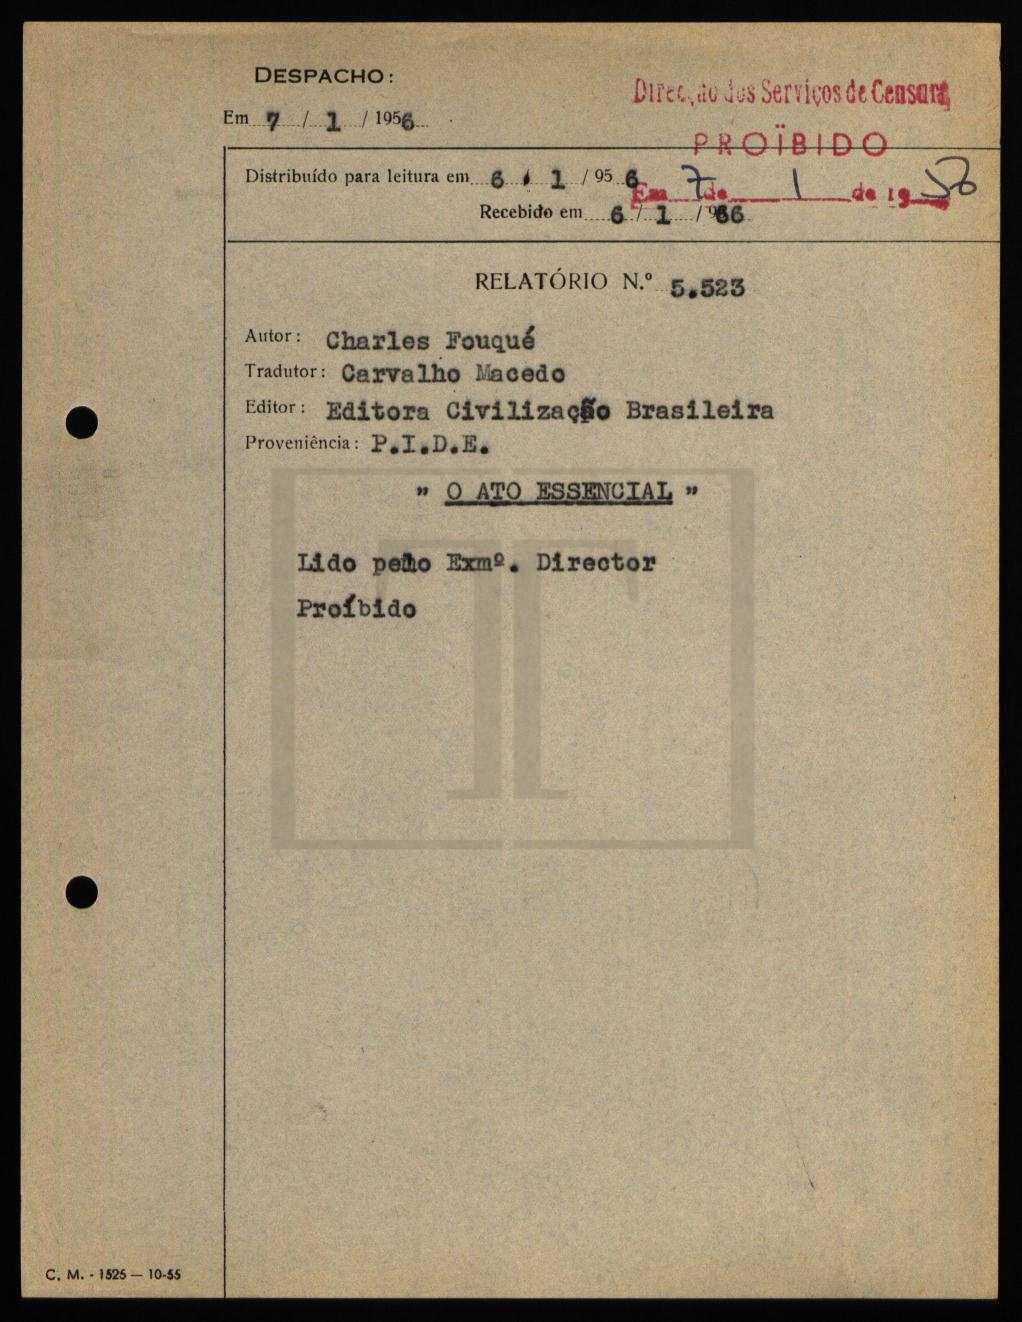 DESPACHO:
Em 7 / 1 / 1956
Direcção dos Serviços de Censura
PROÏBIDO
Em 7 de 1 de 1956
Distribuído para leitura em 6 / 1 / 95 6
Recebido em 6 / 1 / 956
RELATÓRIO N.º 5.523
Autor: Charles Fouqué
Tradutor: Carvalho Macedo
Editor: Editora Civilização Brasileira
Proveniência: P.I.D.E.
" O ATO ESSENCIAL "
Lido pelo Exmº. Director
Proíbido
C. M. - 1525 — 10-55